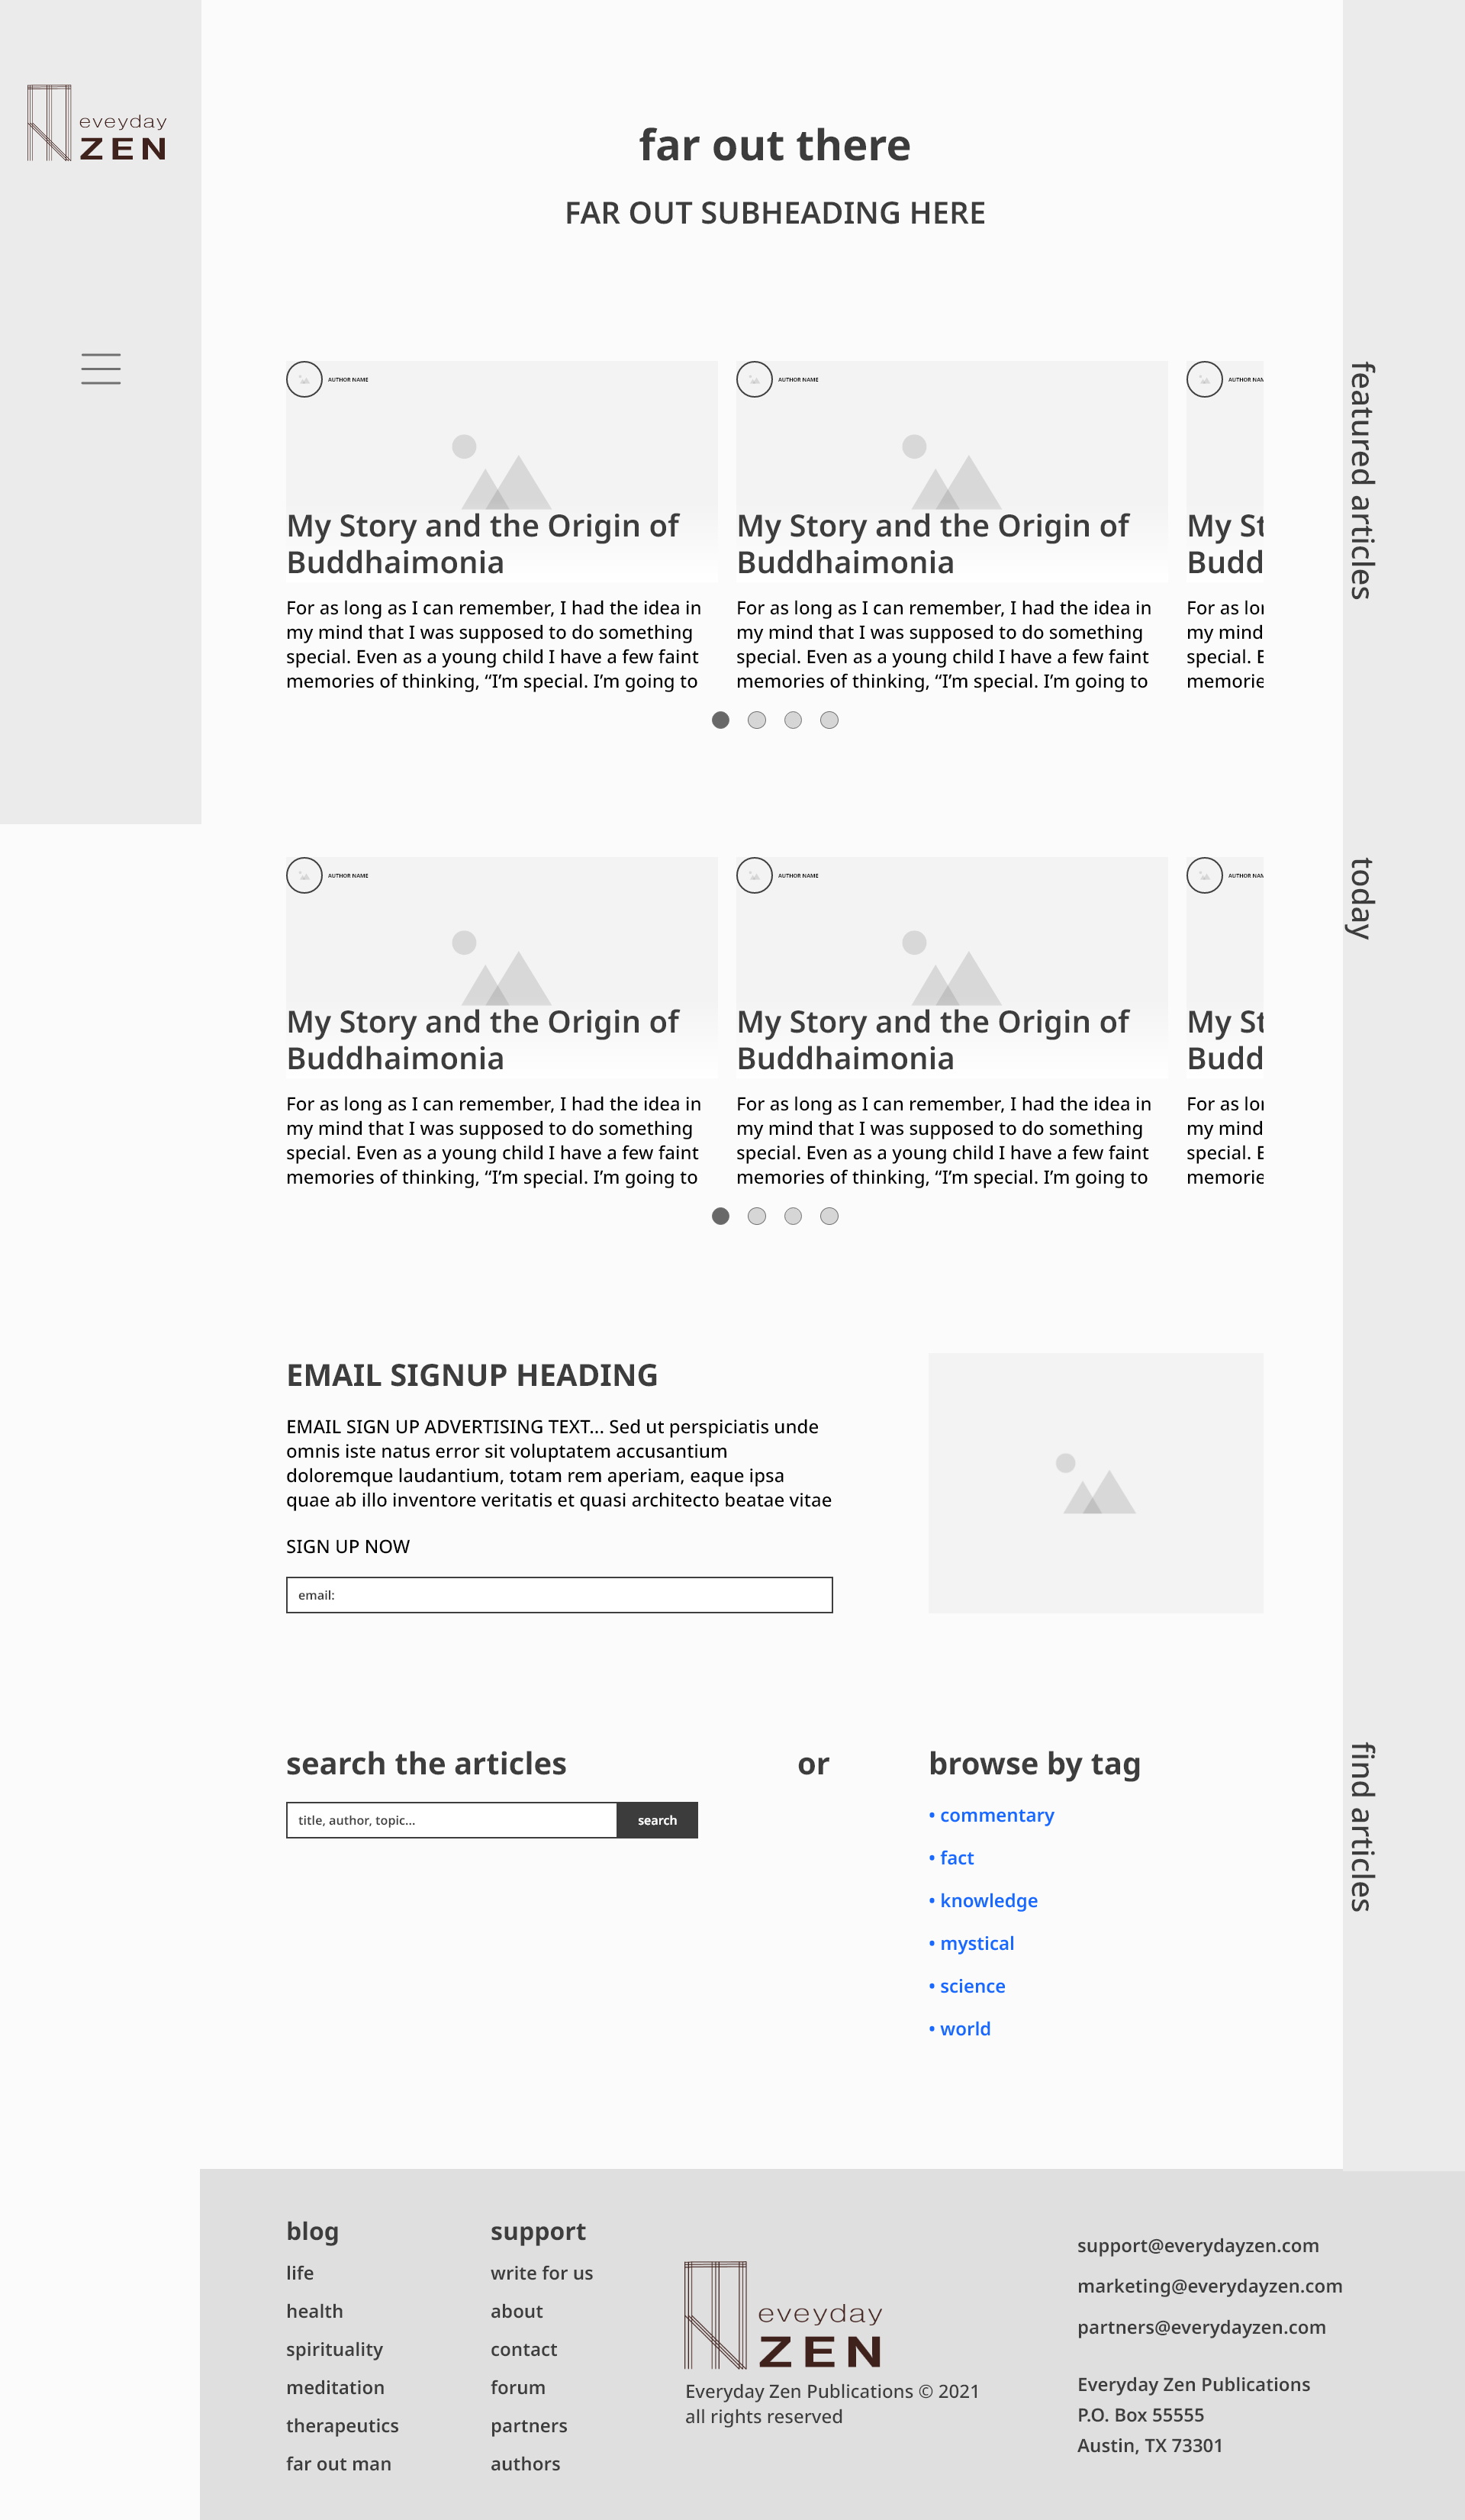 eveyday
ZEN
far out there
FAR OUT SUBHEADING HERE
featured articles
AUTHOR NAME
My Story and the Origin of
Buddhaimonia
For as long as I can remember, I had the idea in
my mind that I was supposed to do something
special. Even as a young child I have a few faint
memories of thinking, “I’m special. I’m going to
AUTHOR NAME
My Story and the Origin of
Buddhaimonia
For as long as I can remember, I had the idea in
my mind that I was supposed to do something
special. Even as a young child I have a few faint
memories of thinking, “I’m special. I’m going to
AUTHOR NAM
My St
Budd
For as lor
my mind
special. E
memorie
today
AUTHOR NAME
My Story and the Origin of
Buddhaimonia
For as long as I can remember, I had the idea in
my mind that I was supposed to do something
special. Even as a young child I have a few faint
memories of thinking, “I’m special. I’m going to
AUTHOR NAME
My Story and the Origin of
Buddhaimonia
For as long as I can remember, I had the idea in
my mind that I was supposed to do something
special. Even as a young child I have a few faint
memories of thinking, “I’m special. I’m going to
AUTHOR NAM
My St
Budd
For as lor
my mind
special. E
memorie
EMAIL SIGNUP HEADING
EMAIL SIGN UP ADVERTISING TEXT... Sed ut perspiciatis unde
omnis iste natus error sit voluptatem accusantium
doloremque laudantium, totam rem aperiam, eaque ipsa
quae ab illo inventore veritatis et quasi architecto beatae vitae
SIGN UP NOW
email:
find articles
search the articles
title, author, topic...
search
or
browse by tag
• commentary
• fact
• knowledge
• mystical
• science
• world
blog
life
health
spirituality
meditation
therapeutics
far out man
support
write for us
about
contact
forum
partners
authors
eveyday
ZEN
Everyday Zen Publications © 2021
all rights reserved
support@everydayzen.com
marketing@everydayzen.com
partners@everydayzen.com
Everyday Zen Publications
P.O. Box 55555
Austin, TX 73301